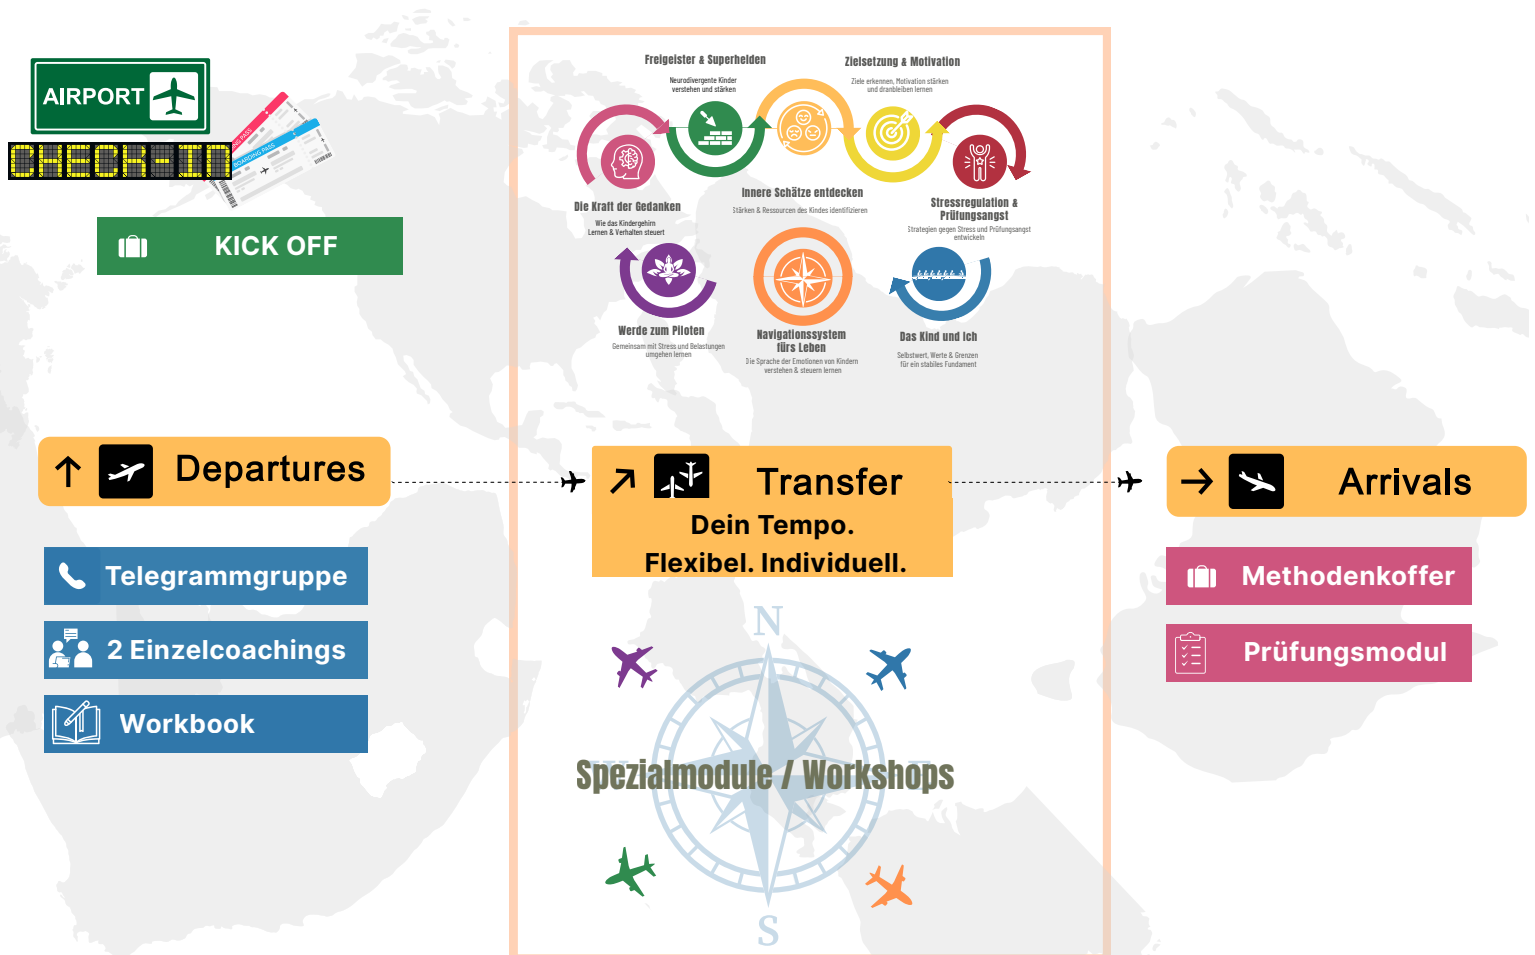 AIRPORT
CHECK-IN
BOARDING PASS
KICK OFF
Freigeister & Superhelden
Neurodivergente Kinder
verstehen und stärken
Zielsetzung & Motivation
Ziele erkennen, Motivation stärken
und dranbleiben lernen
Die Kraft der Gedanken
Wie das Kindergehirn
Lernen & Verhalten steuert
Innere Schätze entdecken
Stärken & Ressourcen des Kindes identifizieren
Stressregulation &
Prüfungsangst
Strategien gegen Stress und Prüfungsangst
entwickeln
Werde zum Piloten
Gemeinsam mit Stress und Belastungen
umgehen lernen
Navigationssystem
fürs Leben
Die Sprache der Emotionen von Kindern
verstehen & steuern lernen
Das Kind und Ich
Selbstwert, Werte & Grenzen
für ein stabiles Fundament
Departures
Telegrammgruppe
2 Einzelcoachings
Workbook
Transfer
Dein Tempo.
Flexibel. Individuell.
N
W
E
Spezialmodule / Workshops
S
Arrivals
Methodenkoffer
Prüfungsmodul